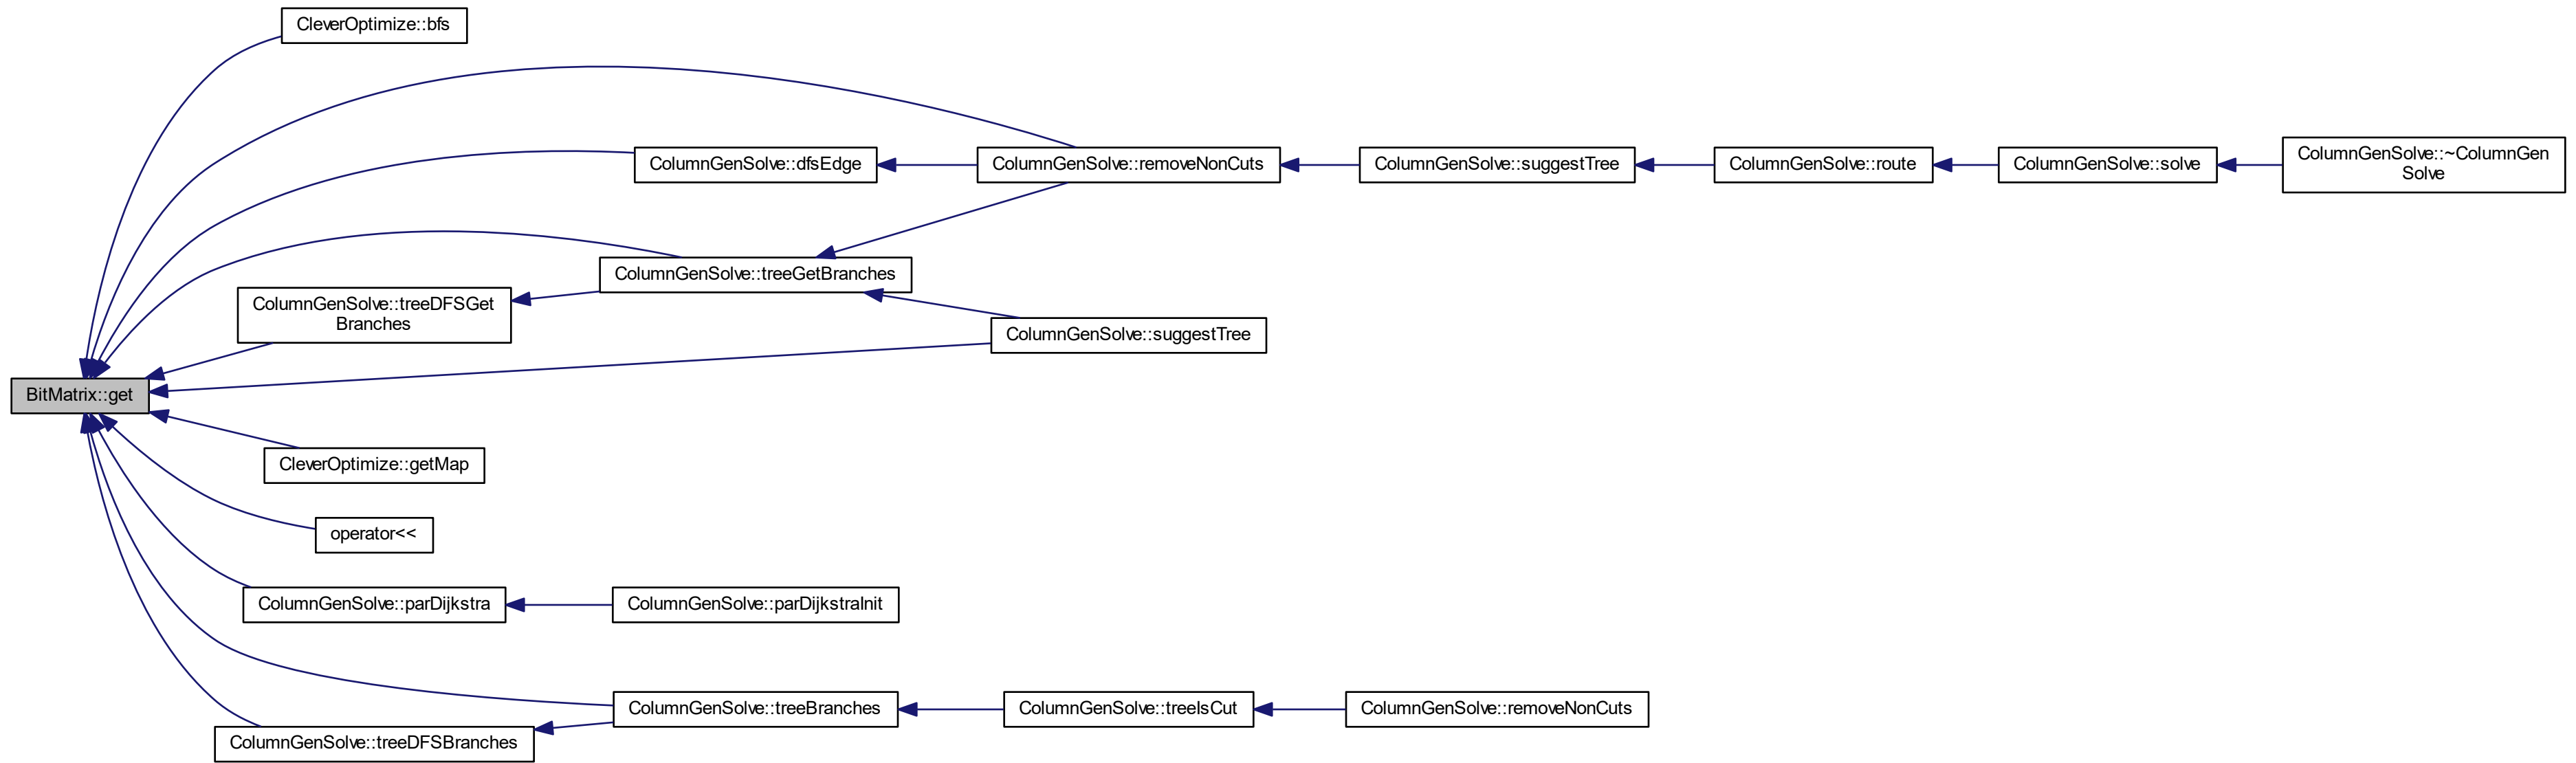 CleverOptimize::bfs
ColumnGenSolve::dfsEdge
ColumnGenSolve::removeNonCuts
ColumnGenSolve::suggestTree
ColumnGenSolve::route
ColumnGenSolve::solve
ColumnGenSolve::~ColumnGen
Solve
ColumnGenSolve::treeGetBranches
ColumnGenSolve::treeDFSGet
Branches
ColumnGenSolve::suggestTree
BitMatrix::get
CleverOptimize::getMap
operator<<
ColumnGenSolve::parDijkstra
ColumnGenSolve::parDijkstraInit
ColumnGenSolve::treeBranches
ColumnGenSolve::treeIsCut
ColumnGenSolve::removeNonCuts
ColumnGenSolve::treeDFSBranches